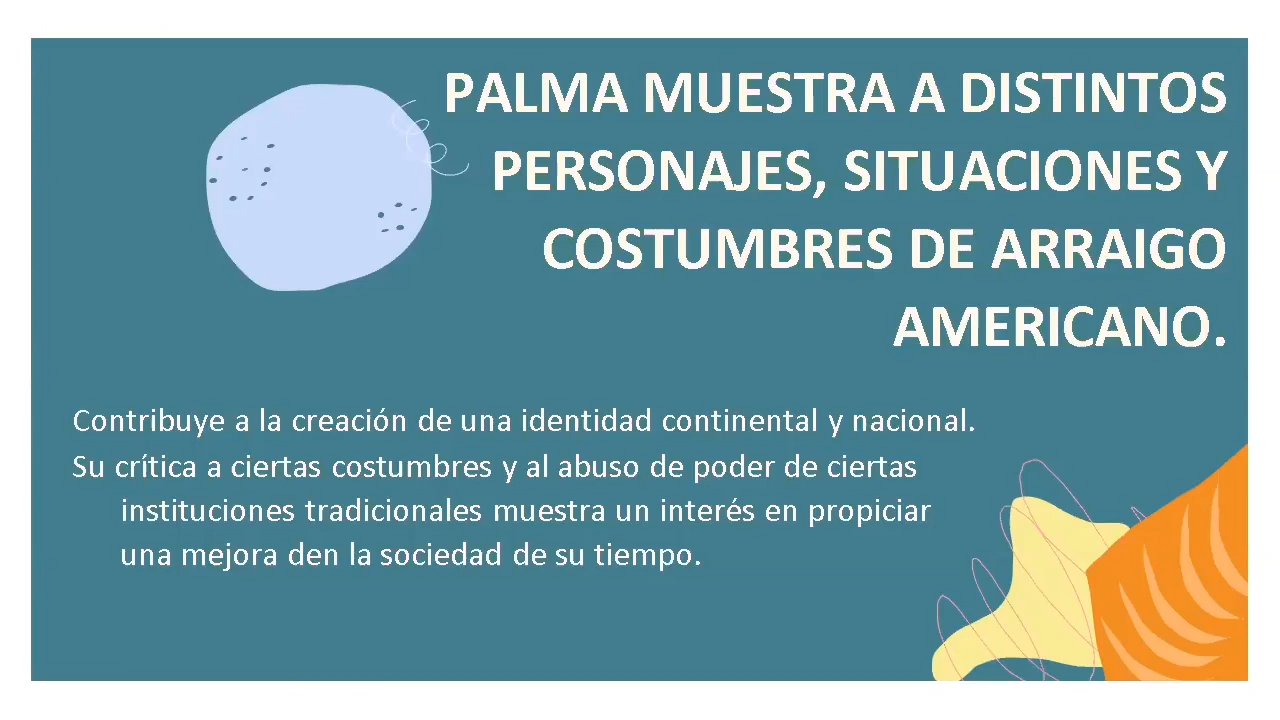 PALMA MUESTRA A DISTINTOS
PERSONAJES, SITUACIONES Y
COSTUMBRES DE ARRAIGO
AMERICANO.
Contribuye a la creación de una identidad continental y nacional.
Su crítica a ciertas costumbres y al abuso de poder de ciertas
instituciones tradicionales muestra un interés en propiciar
una mejora den la sociedad de su tiempo.